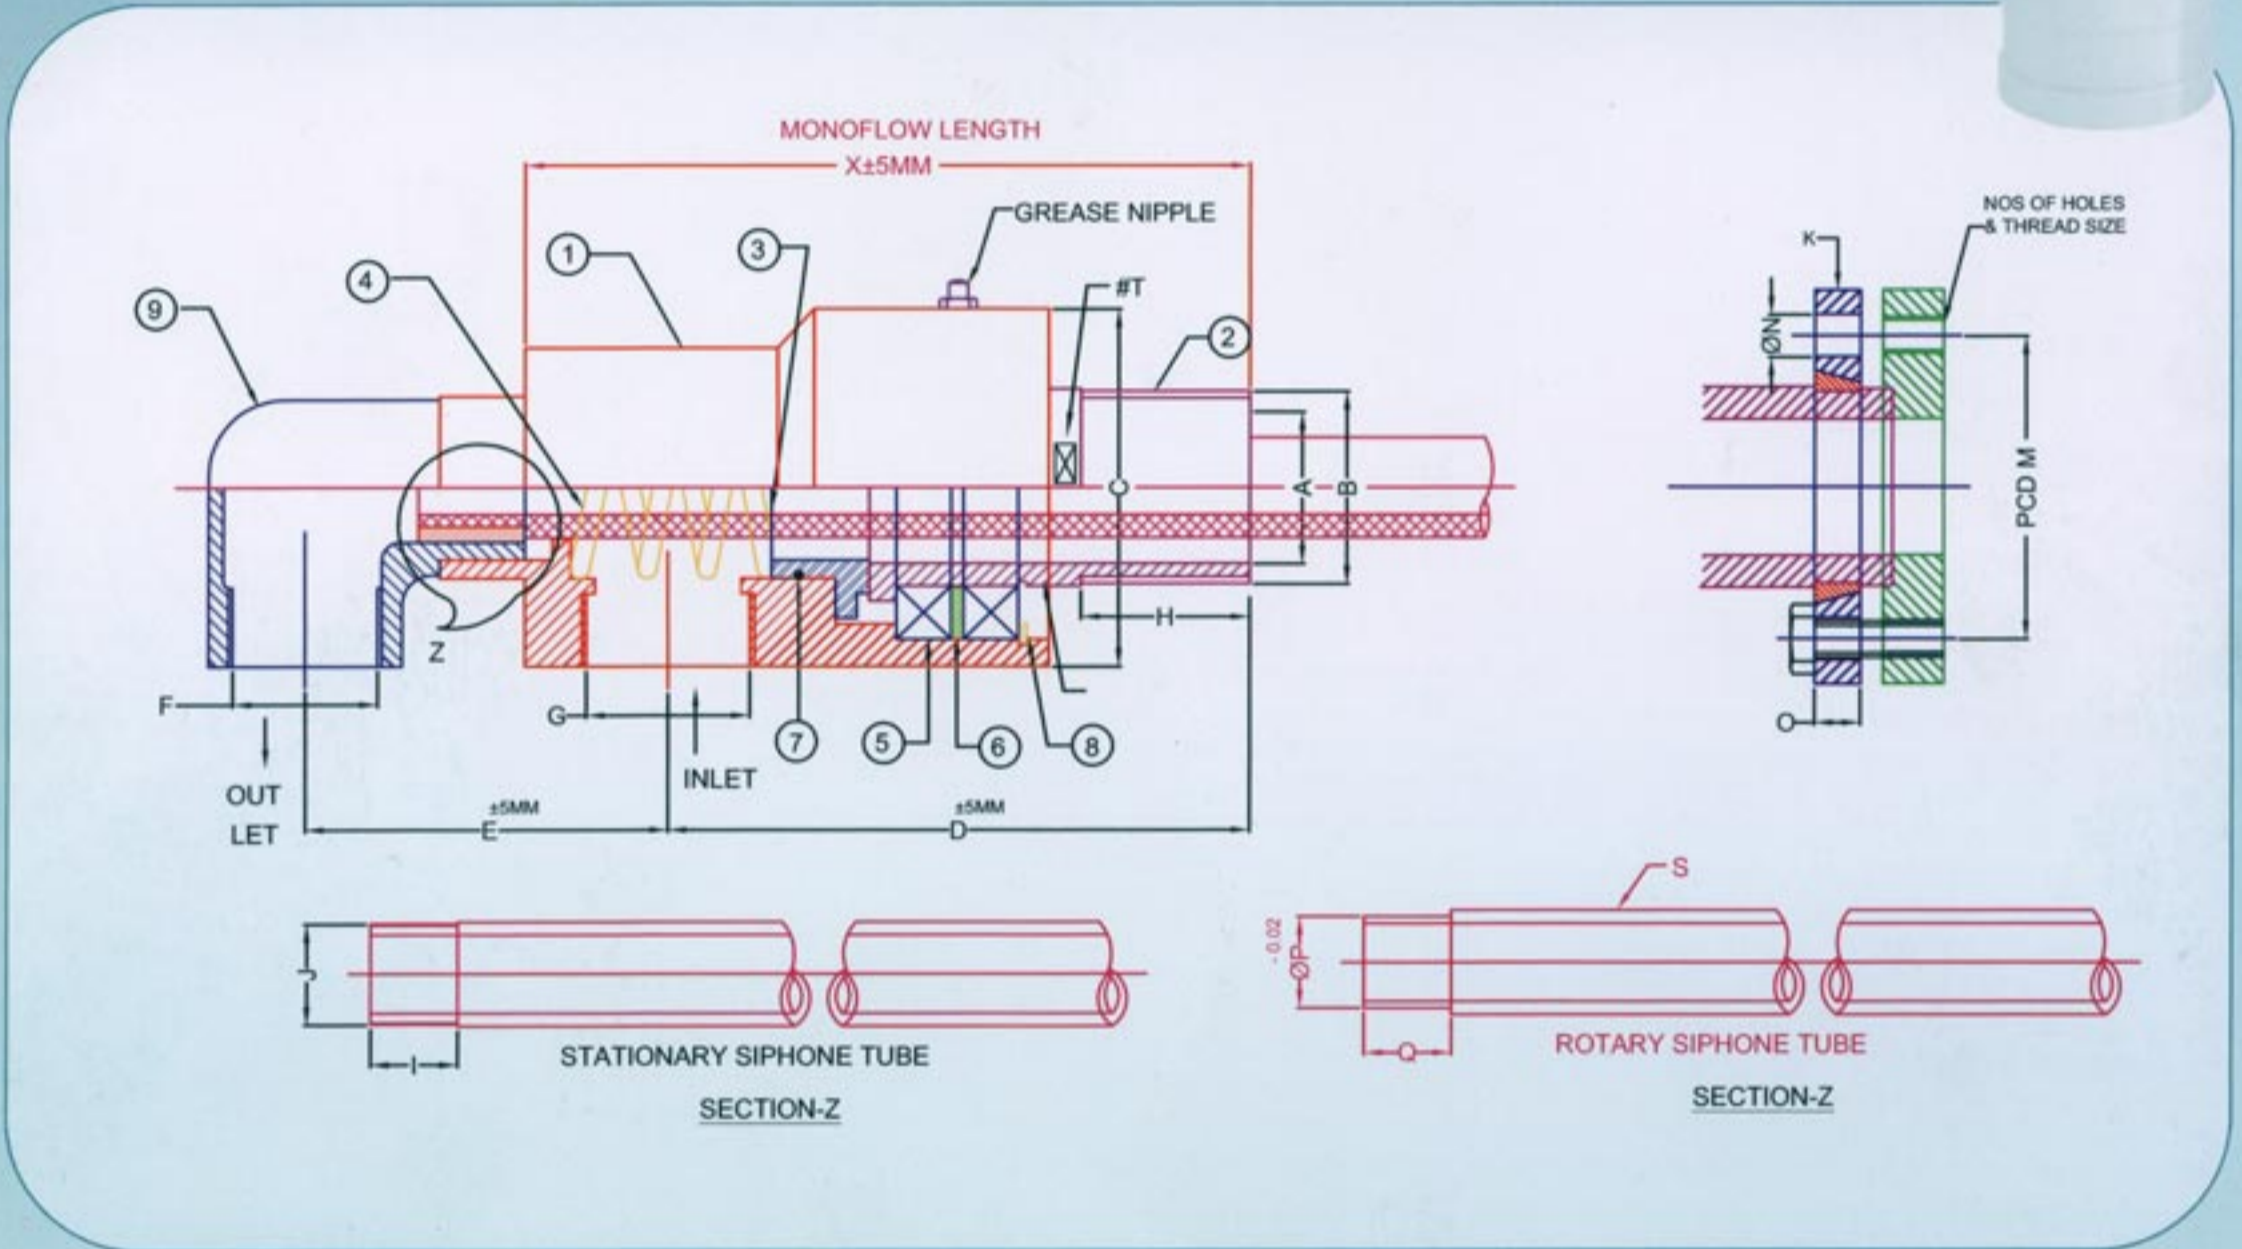 MONOFLOW LENGTH
X±5MM
GREASE NIPPLE
NOS OF HOLES
& THREAD SIZE
K
3
1
4
#T
9
2
ØN
C
A
B
PCD M
H
Z
F
G
7
5
6
8
O
INLET
OUT
LET
±5MM
E
±5MM
D
S
J
- 0.02
ØP
I
Q
STATIONARY SIPHONE TUBE
ROTARY SIPHONE TUBE
SECTION-Z
SECTION-Z